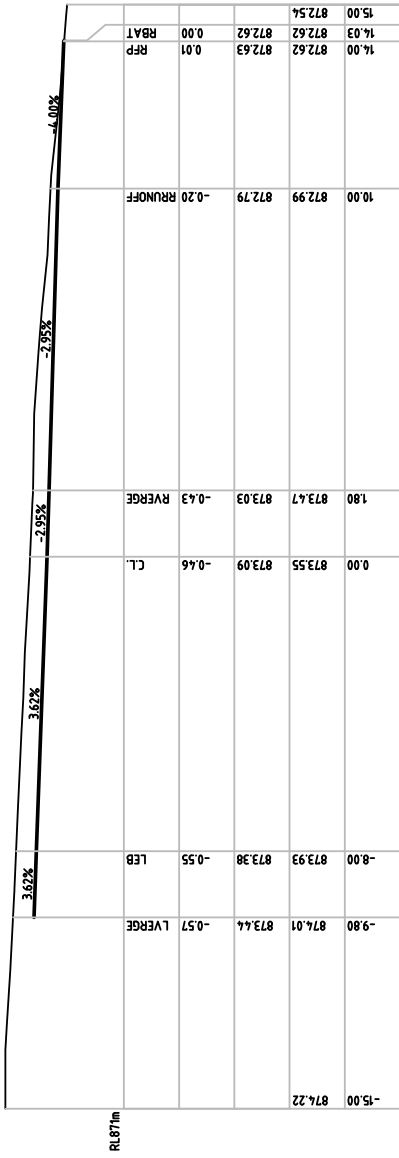 15.00 872.54
14.03 872.62 872.62 0.00 RBAT
14.00 872.62 872.63 0.01 RFP
-4.00%
10.00 872.99 872.79 -0.20 RRUNOFF
-2.95%
1.80 873.47 873.03 -0.43 RVERGE
-2.95%
0.00 873.55 873.09 -0.46 C.L.
3.62%
-8.00 873.93 873.38 -0.55 LEB
3.62%
-9.80 874.01 873.44 -0.57 LVERGE
-15.00 874.22
RL871m